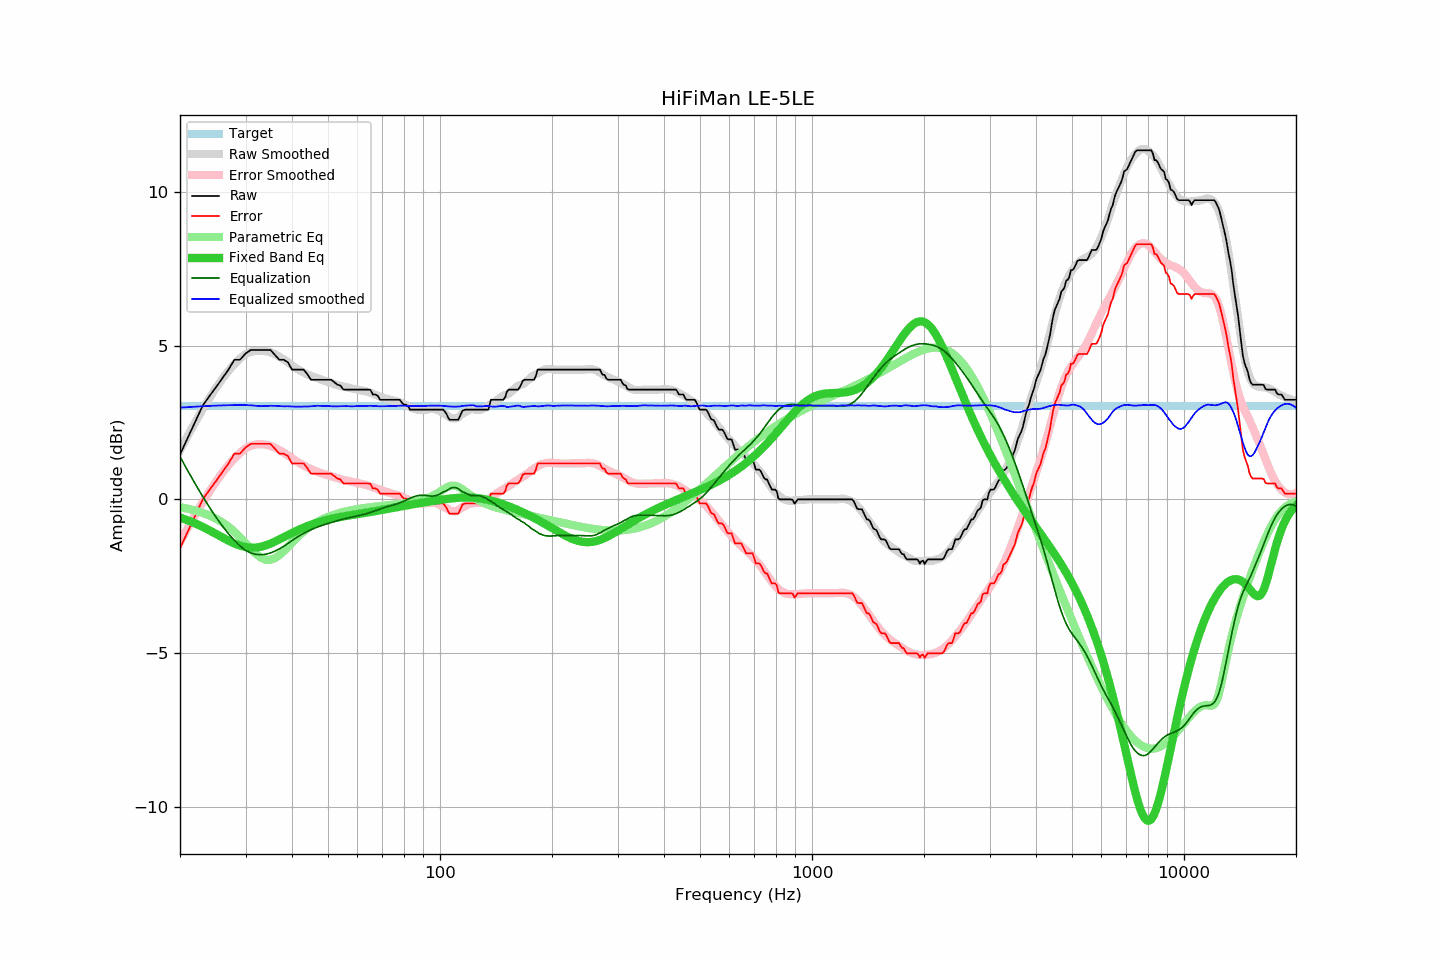 HiFiMan LE-5LE
Target
Raw Smoothed
Error Smoothed
Raw
Error
Parametric Eq
Fixed Band Eq
Equalization
Equalized smoothed
Amplitude (dBr)
10
5
0
−5
−10
100
1000
10000
Frequency (Hz)